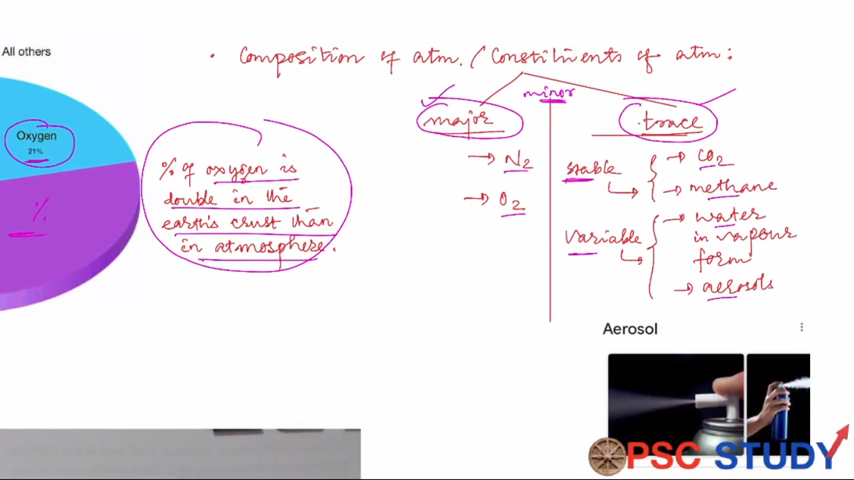 All others
• Composition of atm. / Constituents of atm:
minor
major
trace
Oxygen
21%
%
% of oxygen is
double in the
earth's crust than
in atmosphere.
→ N2
→ O2
stable
→ CO2
→ methane
variable
→ water
in vapour
form
→ aerosols
Aerosol
PSC STUDY